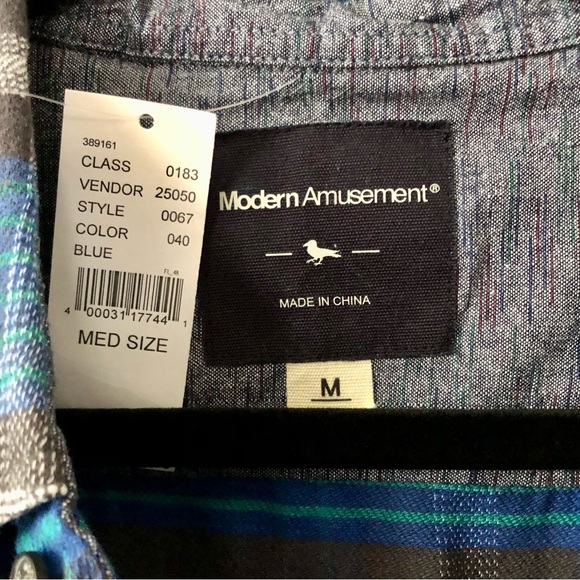 389161
CLASS 0183
VENDOR 25050
STYLE 0067
COLOR 040
BLUE
FL_48
4 00031 17744 1
MED SIZE
Modern Amusement®
MADE IN CHINA
M